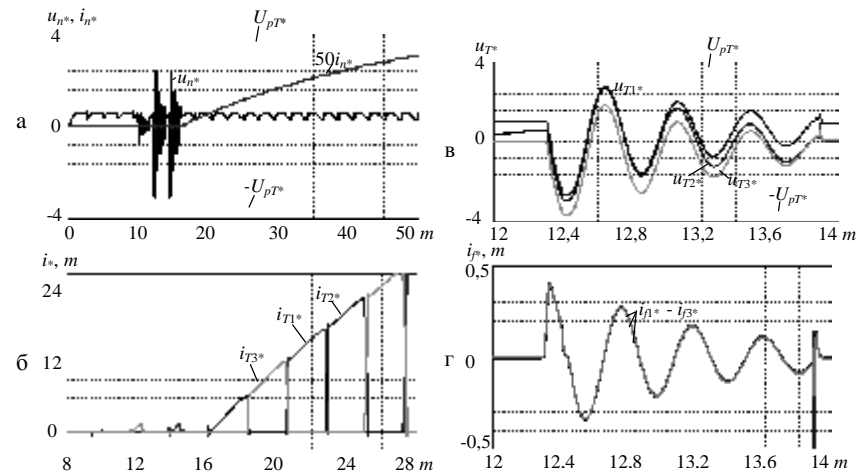 u_{n*}, i_{n*}
U_{pT*}
4
50i_{n*}
u_{n*}
а
0
-U_{pT*}
-4
0 10 20 30 40 50 m
u_{T*}
U_{pT*}
4
u_{T1*}
в
0
u_{T2*}
u_{T3*}
-U_{pT*}
-4
12 12,4 12,8 13,2 13,6 14 m
i_{*}, m
24
i_{T2*}
i_{T1*}
б
12
i_{T3*}
0
8 12 16 20 24 28 m
i_{f*}, m
0,5
i_{f1*} - i_{f3*}
г
0
-0,5
12 12.4 12.8 13.2 13.6 14 m